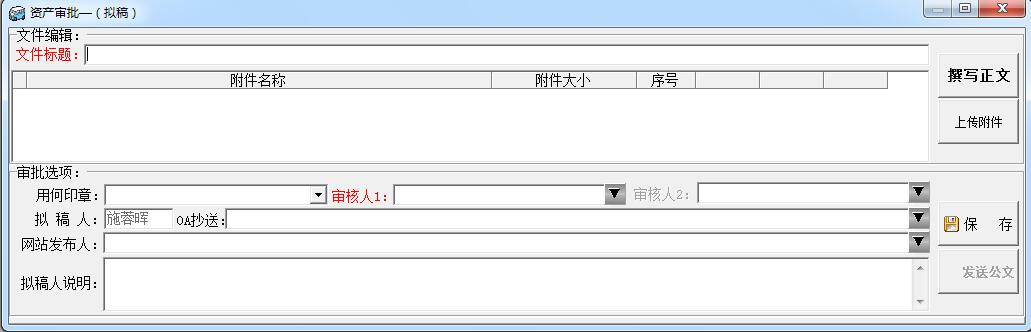 资产审批—（拟稿）
文件编辑：
文件标题：
附件名称 附件大小 序号
撰写正文
上传附件
审批选项：
用何印章： 审核人1： 审核人2：
拟 稿 人： 施蓉晖 OA抄送：
保 存
网站发布人：
发送公文
拟稿人说明：